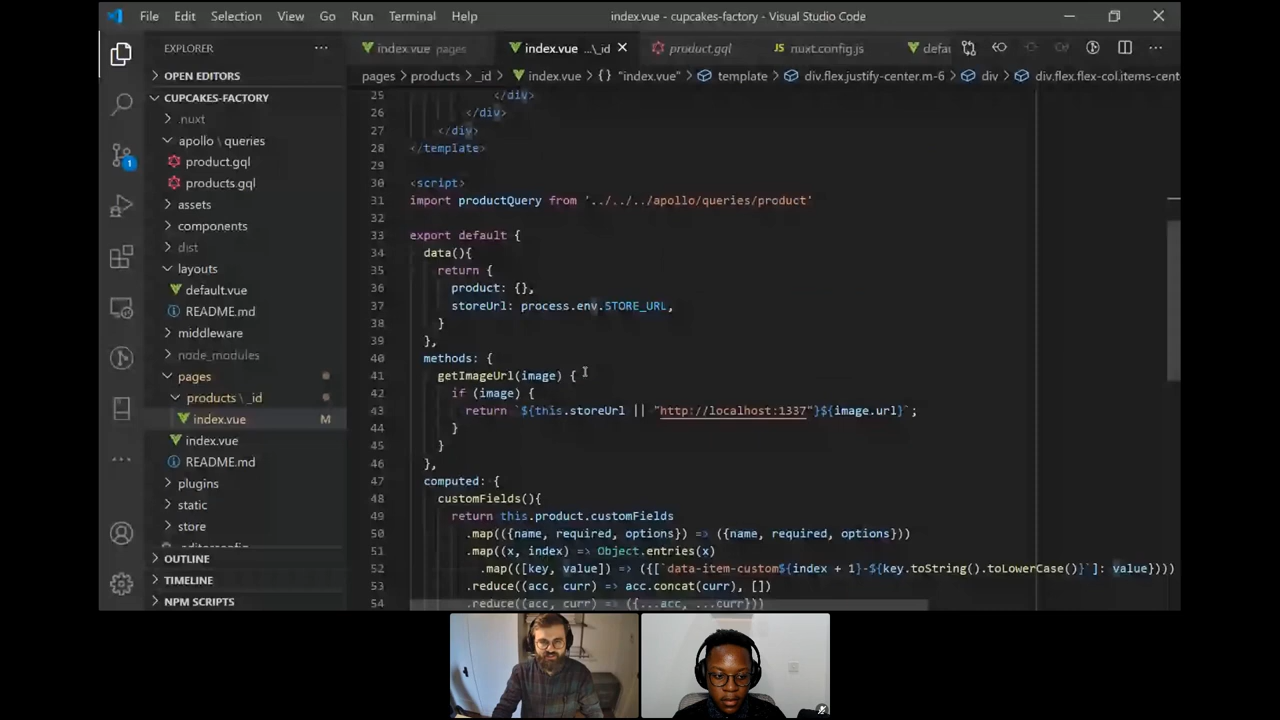 File Edit Selection View Go Run Terminal Help index.vue - cupcakes-factory - Visual Studio Code
EXPLORER
index.vue pages index.vue ...\_id product.gql nuxt.config.js defau
OPEN EDITORS
pages > products > _id > index.vue > {} "index.vue" > template > div.flex.justify-center.m-6 > div > div.flex.flex-col.items-cent
CUPCAKES-FACTORY
.nuxt
apollo \ queries
product.gql
products.gql
assets
components
dist
layouts
default.vue
README.md
middleware
node_modules
pages
products \ _id
index.vue M
index.vue
README.md
plugins
static
store
.editorconfig
OUTLINE
TIMELINE
NPM SCRIPTS
1
25 </div>
26 </div>
27 </div>
28 </template>
29
30 <script>
31 import productQuery from '../../../apollo/queries/product'
32
33 export default {
34 data(){
35 return {
36 product: {},
37 storeUrl: process.env.STORE_URL,
38 }
39 },
40 methods: {
41 getImageUrl(image) {
42 if (image) {
43 return `${this.storeUrl || "http://localhost:1337"}${image.url}`;
44 }
45 }
46 },
47 computed: {
48 customFields(){
49 return this.product.customFields
50 .map(({name, required, options}) => ({name, required, options}))
51 .map((x, index) => Object.entries(x)
52 .map(([key, value]) => ({[`data-item-custom${index + 1}-${key.toString().toLowerCase()}`]: value})))
53 .reduce((acc, curr) => acc.concat(curr), [])
54 .reduce((acc, curr) => ({...acc, ...curr}))